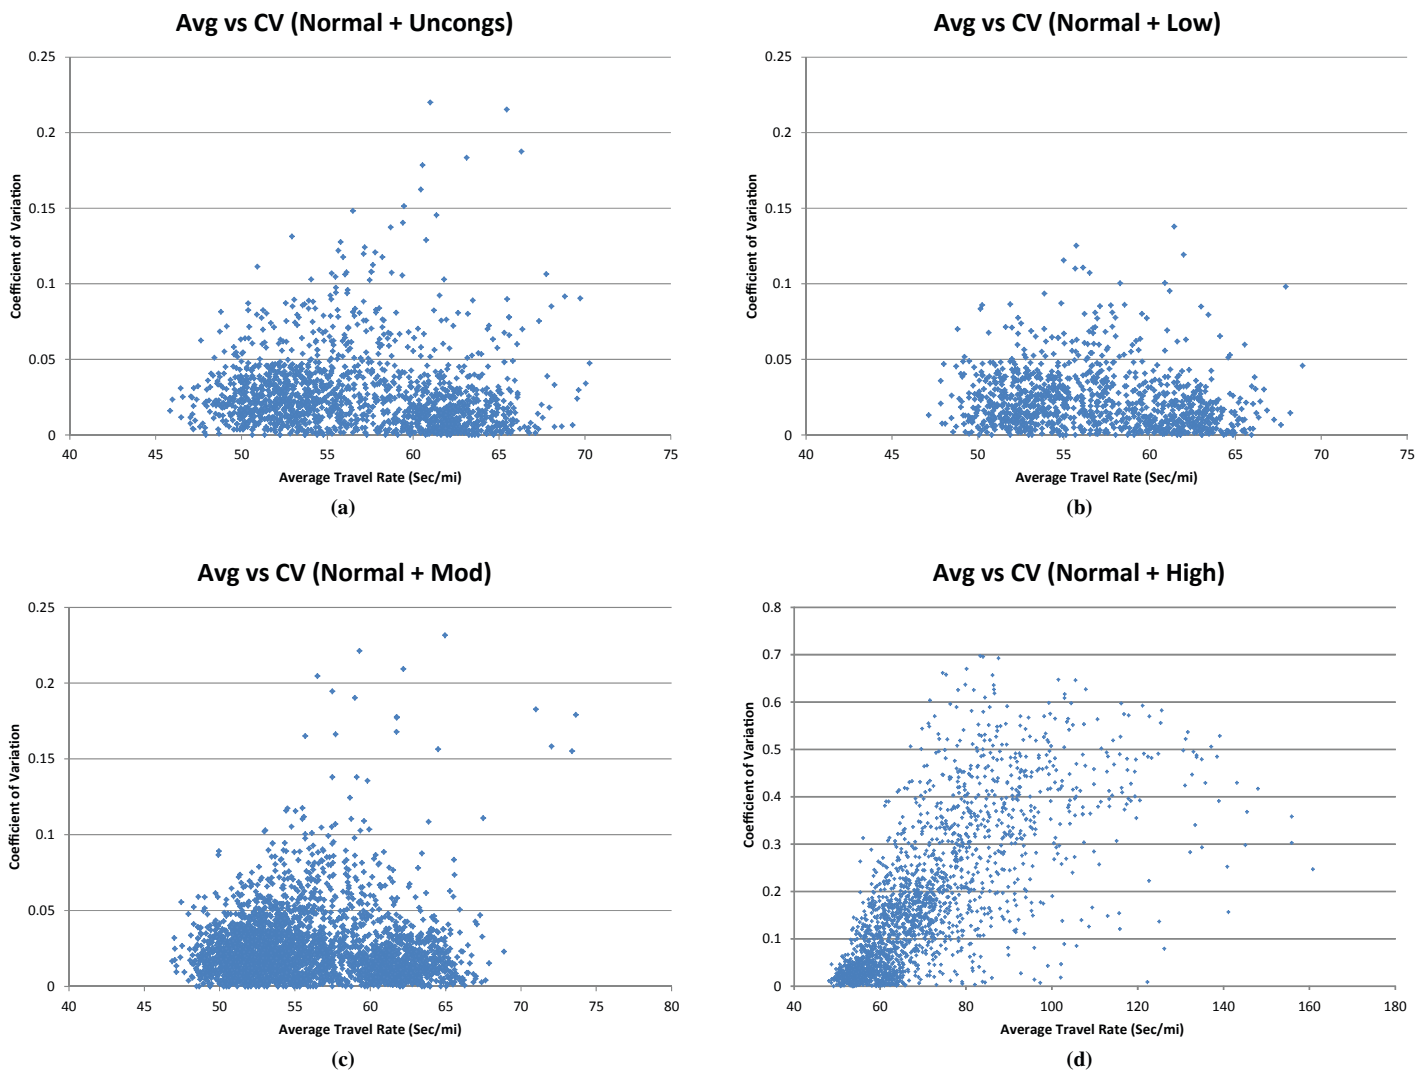 Avg vs CV (Normal + Uncongs)
0.25
0.2
0.15
0.1
0.05
0
40 45 50 55 60 65 70 75
Coefficient of Variation
Average Travel Rate (Sec/mi)
(a)
Avg vs CV (Normal + Low)
0.25
0.2
0.15
0.1
0.05
0
40 45 50 55 60 65 70 75
Coefficient of Variation
Average Travel Rate (Sec/mi)
(b)
Avg vs CV (Normal + Mod)
0.25
0.2
0.15
0.1
0.05
0
40 45 50 55 60 65 70 75 80
Coefficient of Variation
Average Travel Rate (Sec/mi)
(c)
Avg vs CV (Normal + High)
0.8
0.7
0.6
0.5
0.4
0.3
0.2
0.1
0
40 60 80 100 120 140 160 180
Coefficient of Variation
Average Travel Rate (Sec/mi)
(d)